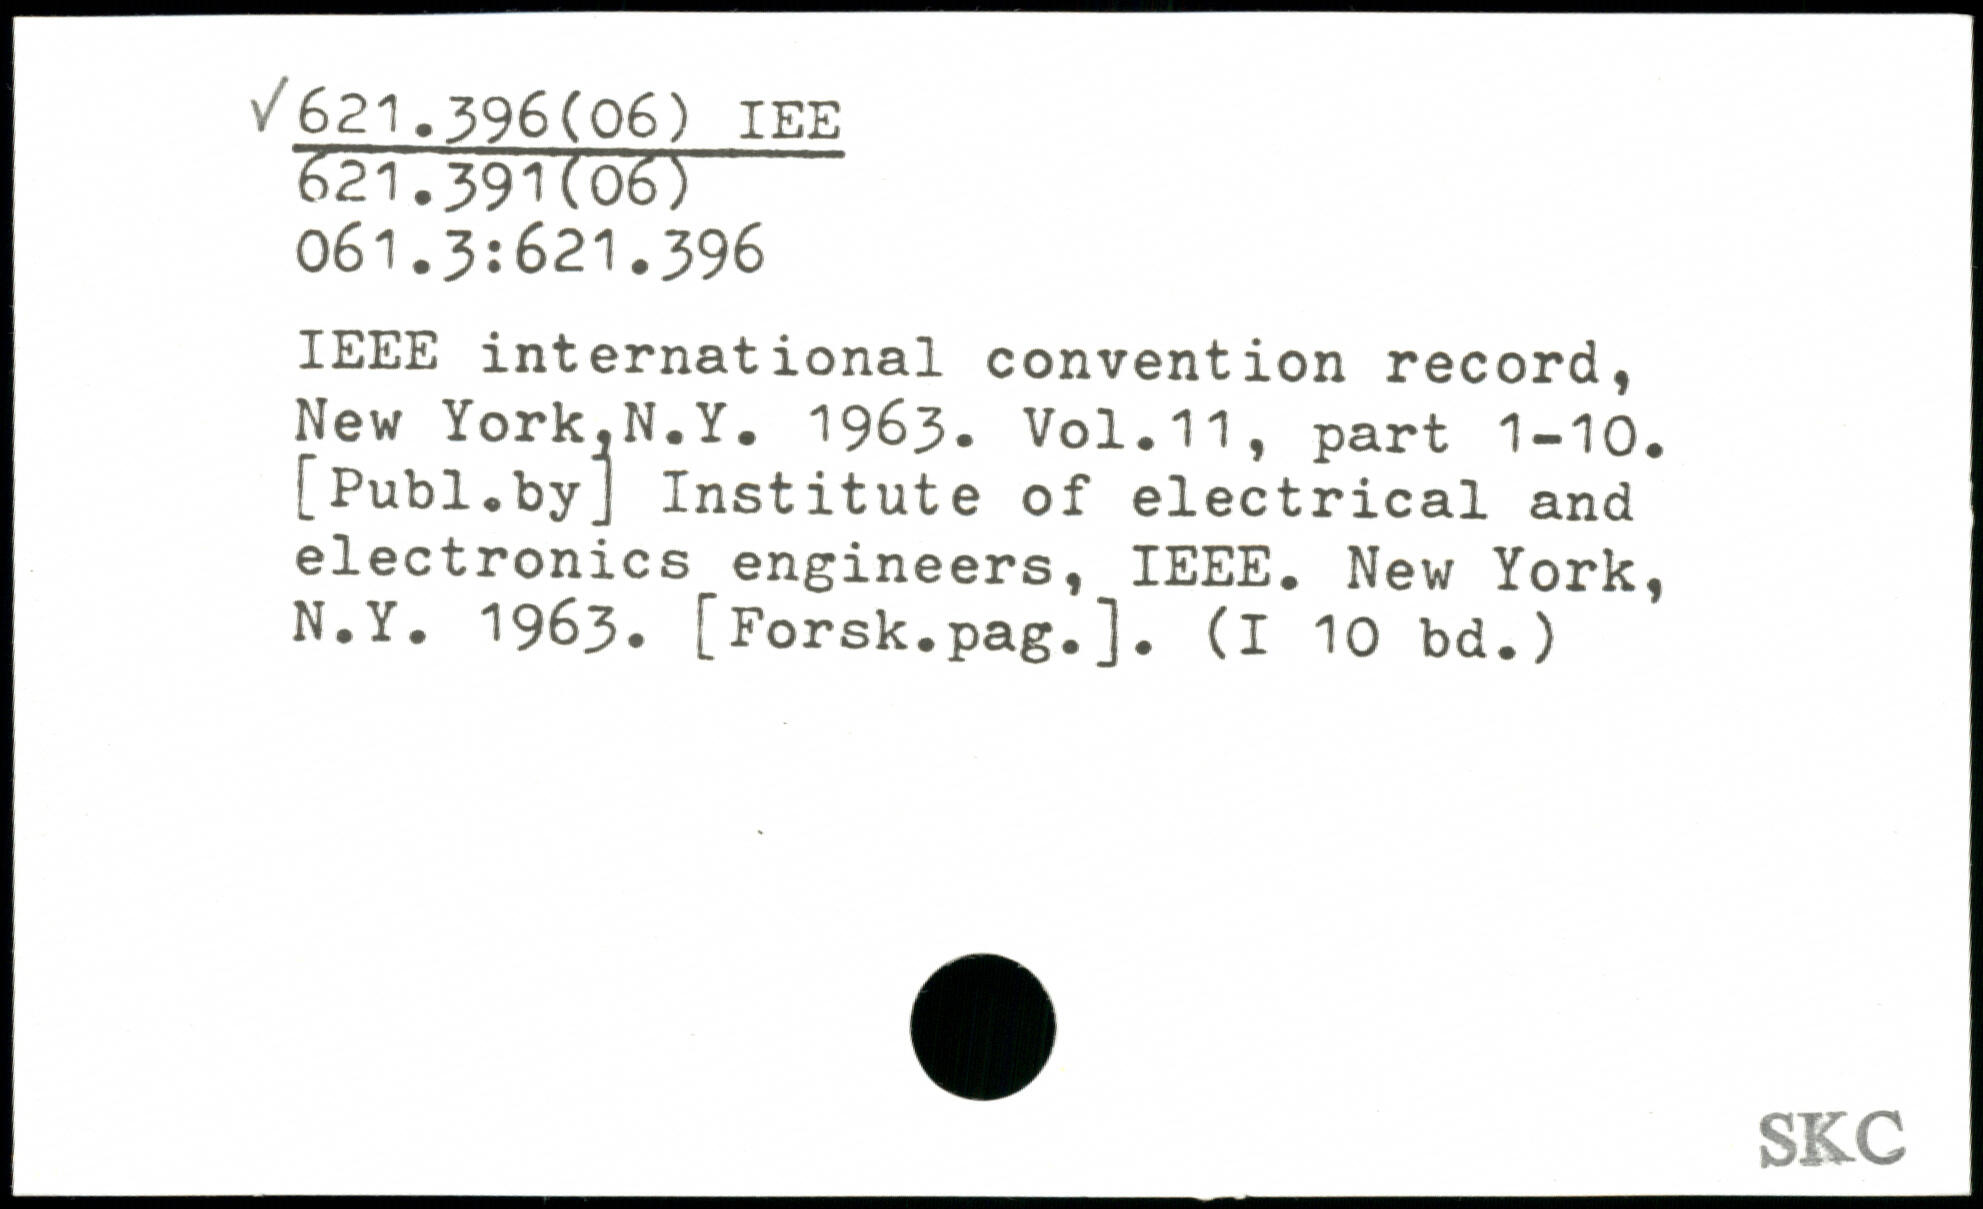 √621.396(06) IEE
621.391(06)
061.3:621.396
IEEE international convention record,
New York,N.Y. 1963. Vol.11, part 1-10.
[Publ.by] Institute of electrical and
electronics engineers, IEEE. New York,
N.Y. 1963. [Forsk.pag.]. (I 10 bd.)
SKC